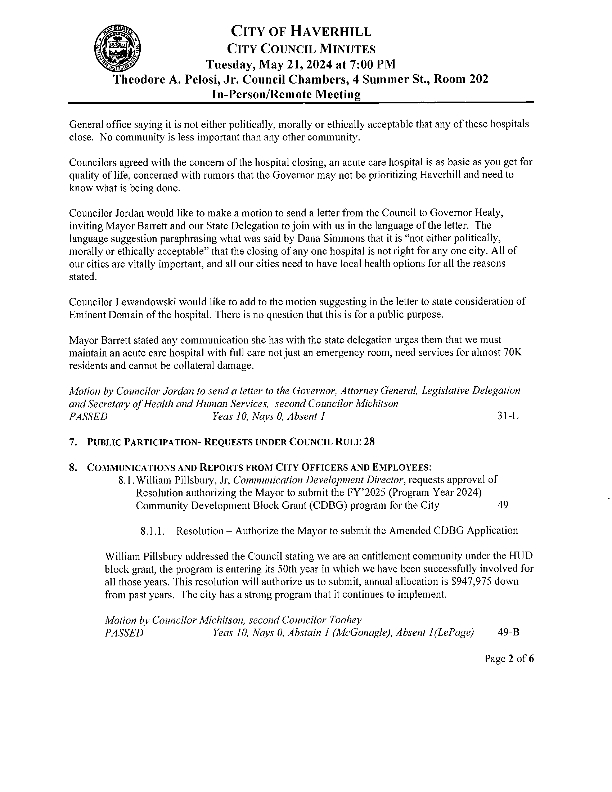 CITY OF HAVERHILL
CITY COUNCIL MINUTES
Tuesday, May 21, 2024 at 7:00 PM
Theodore A. Pelosi, Jr. Council Chambers, 4 Summer St., Room 202
In-Person/Remote Meeting
General office saying it is not either politically, morally or ethically acceptable that any of these hospitals
close. No community is less important than any other community.
Councilors agreed with the concern of the hospital closing, an acute care hospital is as basic as you get for
quality of life, concerned with rumors that the Governor may not be prioritizing Haverhill and need to
know what is being done.
Councilor Jordan would like to make a motion to send a letter from the Council to Governor Healy,
inviting Mayor Barrett and our State Delegation to join with us in the language of the letter. The
language suggestion paraphrasing what was said by Dana Simmons that it is "not either politically,
morally or ethically acceptable" that the closing of any one hospital is not right for any one city. All of
our cities are vitally important, and all our cities need to have local health options for all the reasons
stated.
Councilor Lewandowski would like to add to the motion suggesting in the letter to state consideration of
Eminent Domain of the hospital. There is no question that this is for a public purpose.
Mayor Barrett stated any communication she has with the state delegation urges them that we must
maintain an acute care hospital with full care not just an emergency room, need services for almost 70K
residents and cannot be collateral damage.
Motion by Councilor Jordan to send a letter to the Governor, Attorney General, Legislative Delegation
and Secretary of Health and Human Services, second Councilor Michitson
PASSED Yeas 10, Nays 0, Absent 1 31-L
7. PUBLIC PARTICIPATION- REQUESTS UNDER COUNCIL RULE 28
8. COMMUNICATIONS AND REPORTS FROM CITY OFFICERS AND EMPLOYEES:
8.1. William Pillsbury, Jr, Communication Development Director, requests approval of
Resolution authorizing the Mayor to submit the FY'2025 (Program Year 2024)
Community Development Block Grant (CDBG) program for the City 49
8.1.1. Resolution – Authorize the Mayor to submit the Amended CDBG Application
William Pillsbury addressed the Council stating we are an entitlement community under the HUD
block grant, the program is entering its 50th year in which we have been successfully involved for
all those years. This resolution will authorize us to submit, annual allocation is $947,975 down
from past years. The city has a strong program that it continues to implement.
Motion by Councilor Michitson, second Councilor Toohey
PASSED Yeas 10, Nays 0, Abstain 1 (McGonagle), Absent 1(LePage) 49-B
Page 2 of 6